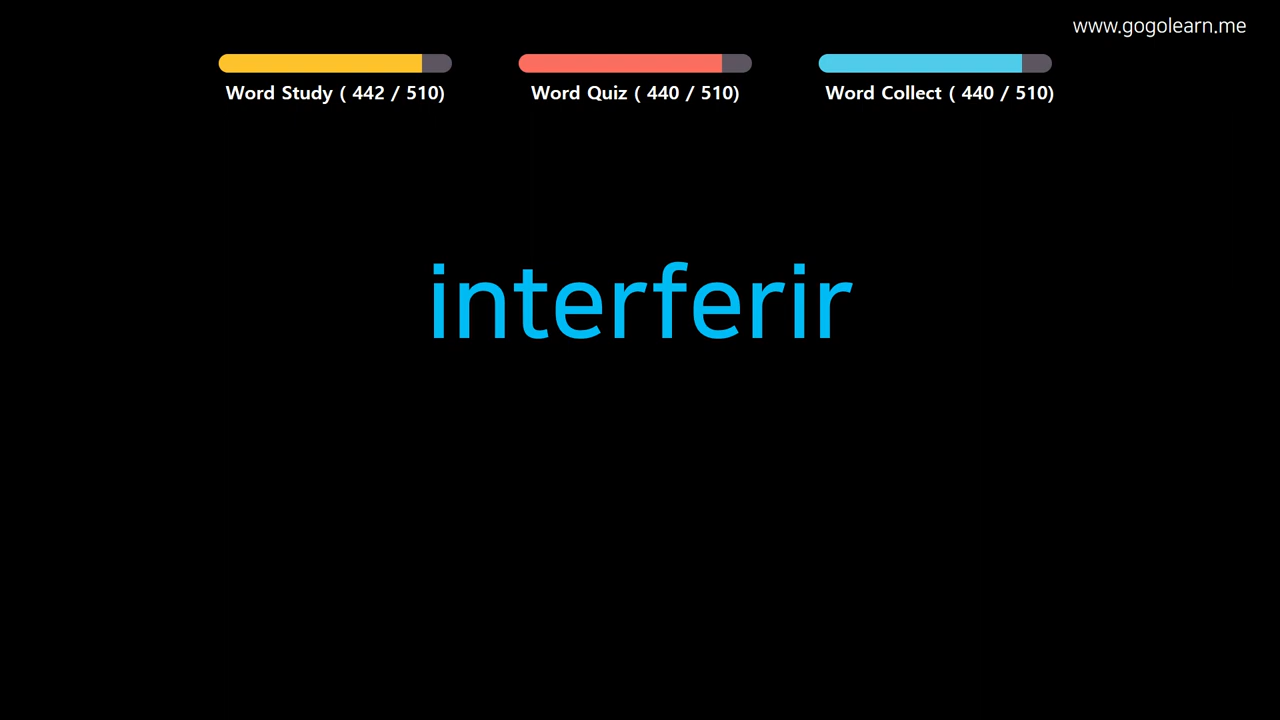 www.gogolearn.me
Word Study ( 442 / 510)
Word Quiz ( 440 / 510)
Word Collect ( 440 / 510)
interferir